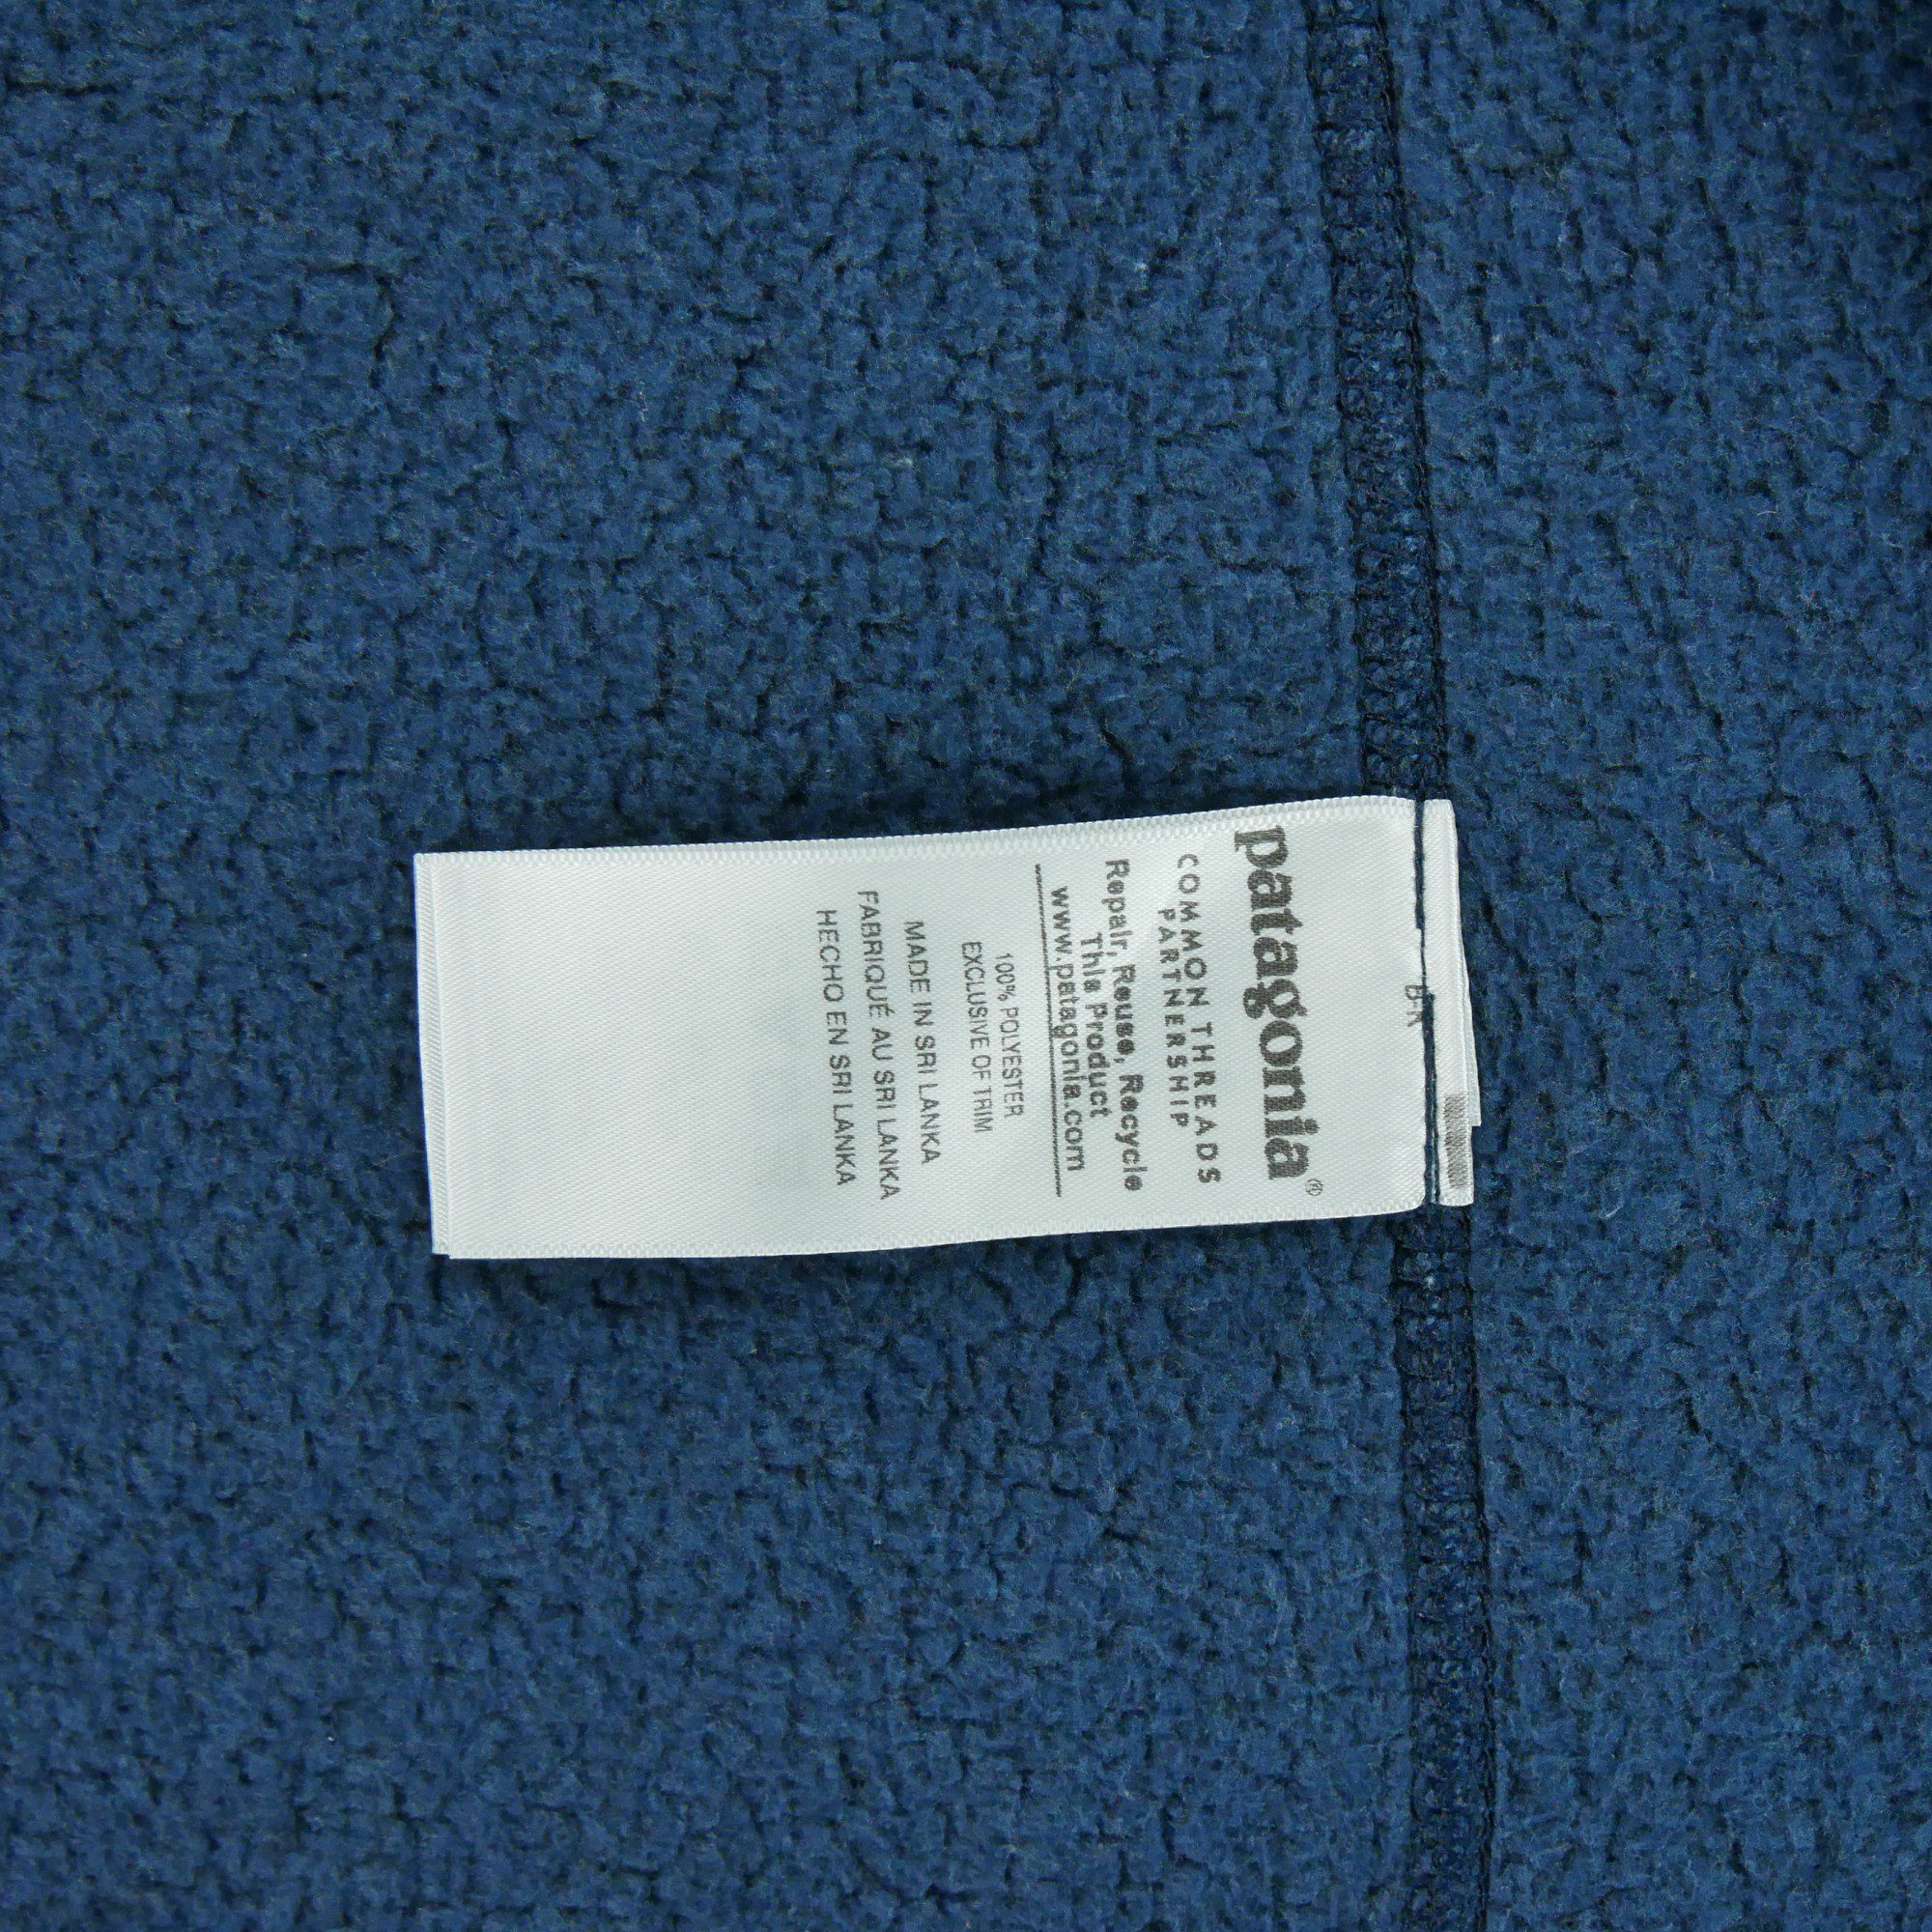 patagonia®
COMMON THREADS
PARTNERSHIP
Repair, Reuse, Recycle
This Product
www.patagonia.com
100% POLYESTER
EXCLUSIVE OF TRIM
MADE IN SRI LANKA
FABRIQUÉ AU SRI LANKA
HECHO EN SRI LANKA